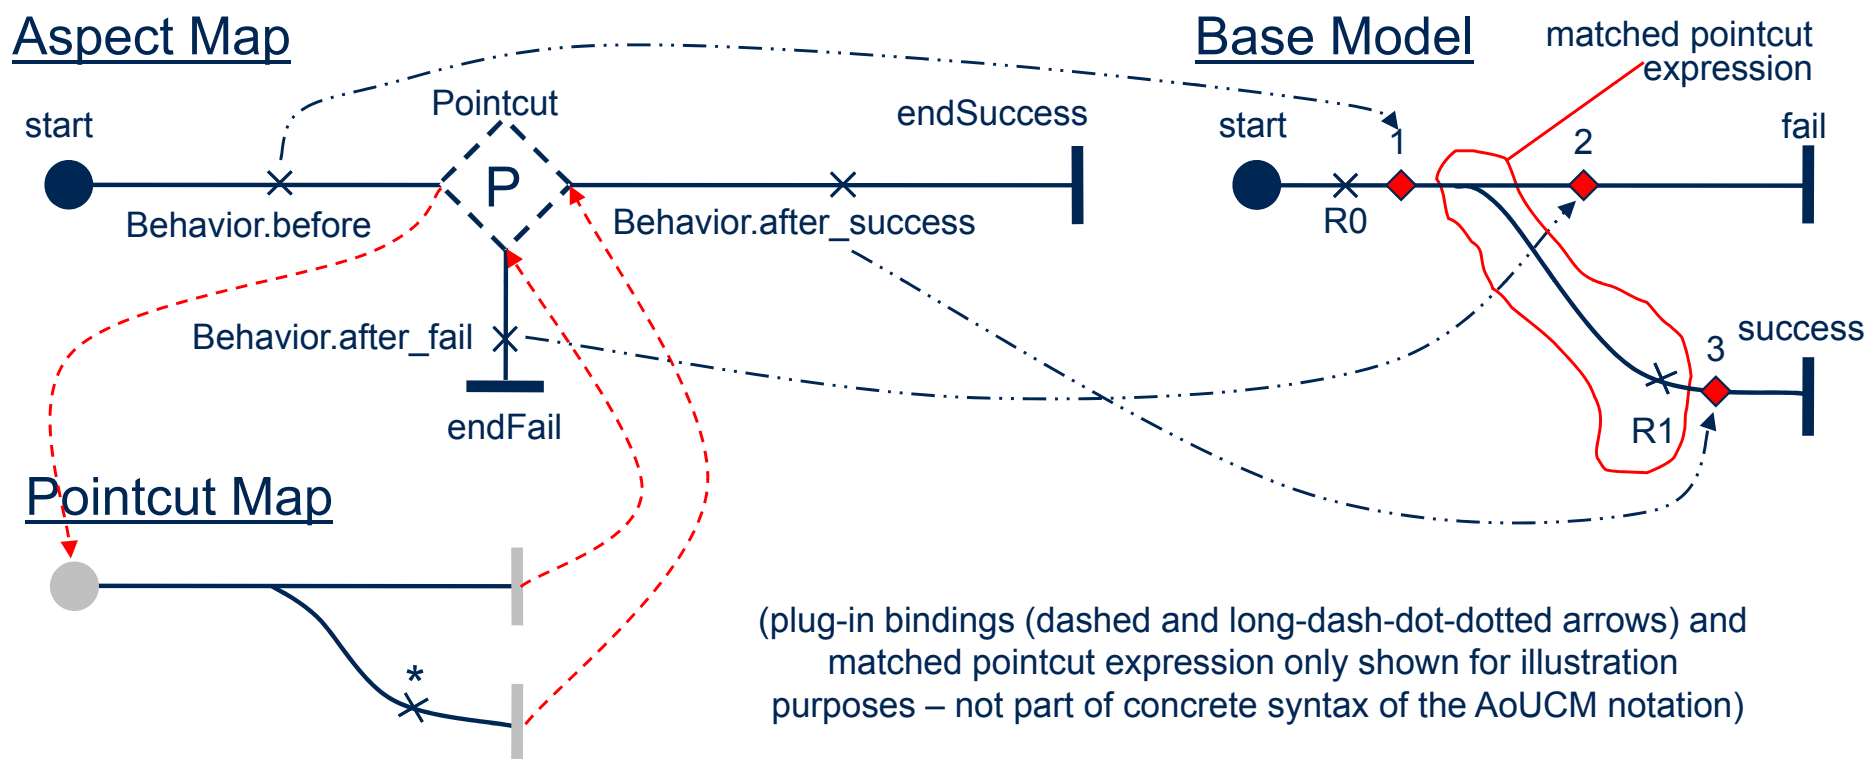 Aspect Map
Base Model
matched pointcut
expression
Pointcut
start
endSuccess
start
1
2
fail
P
Behavior.before
Behavior.after_success
R0
Behavior.after_fail
success
3
endFail
R1
Pointcut Map
*
(plug-in bindings (dashed and long-dash-dot-dotted arrows) and
matched pointcut expression only shown for illustration
purposes – not part of concrete syntax of the AoUCM notation)